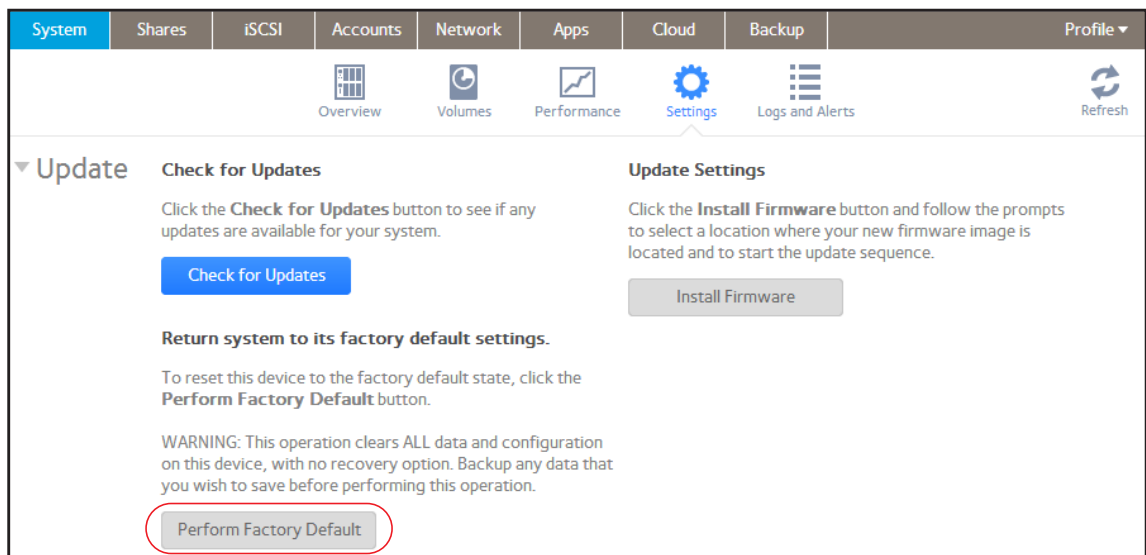 System Shares iSCSI Accounts Network Apps Cloud Backup Profile
Overview Volumes Performance Settings Logs and Alerts Refresh
Update
Check for Updates
Click the Check for Updates button to see if any
updates are available for your system.
Check for Updates
Return system to its factory default settings.
To reset this device to the factory default state, click the
Perform Factory Default button.
WARNING: This operation clears ALL data and configuration
on this device, with no recovery option. Backup any data that
you wish to save before performing this operation.
Perform Factory Default
Update Settings
Click the Install Firmware button and follow the prompts
to select a location where your new firmware image is
located and to start the update sequence.
Install Firmware